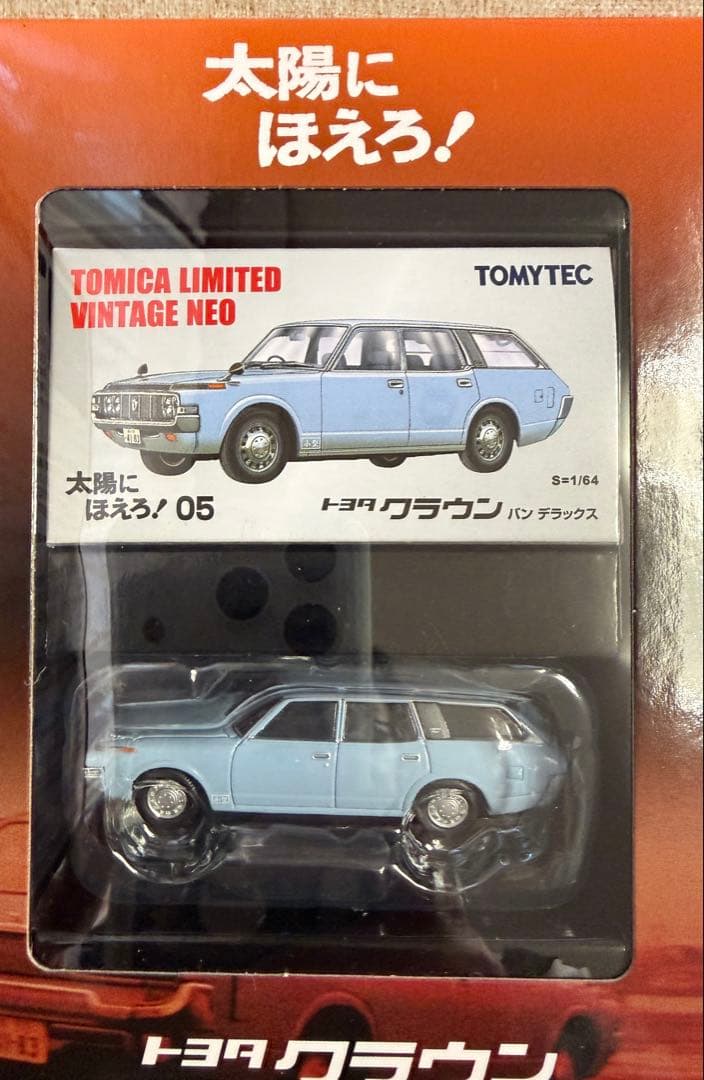 太陽に
ほえろ!
TOMICA LIMITED
VINTAGE NEO
TOMYTEC
太陽に
ほえろ! 05
S=1/64
トヨタ クラウン バン デラックス
トヨタ クラウン